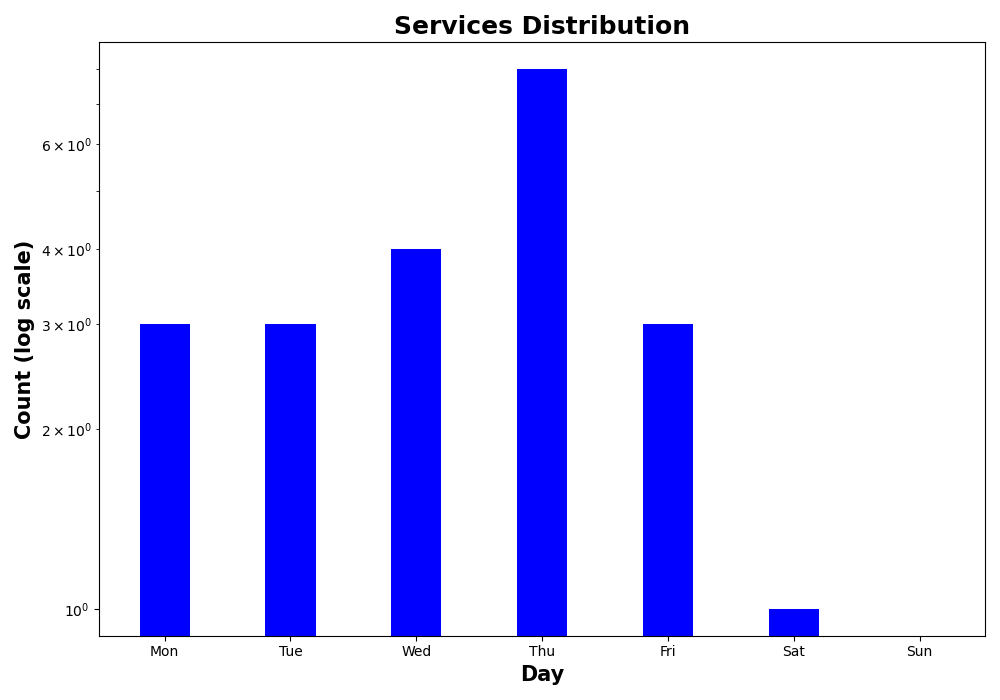 Services Distribution
Count (log scale)
6 × 10⁰
4 × 10⁰
3 × 10⁰
2 × 10⁰
10⁰
Mon Tue Wed Thu Fri Sat Sun
Day